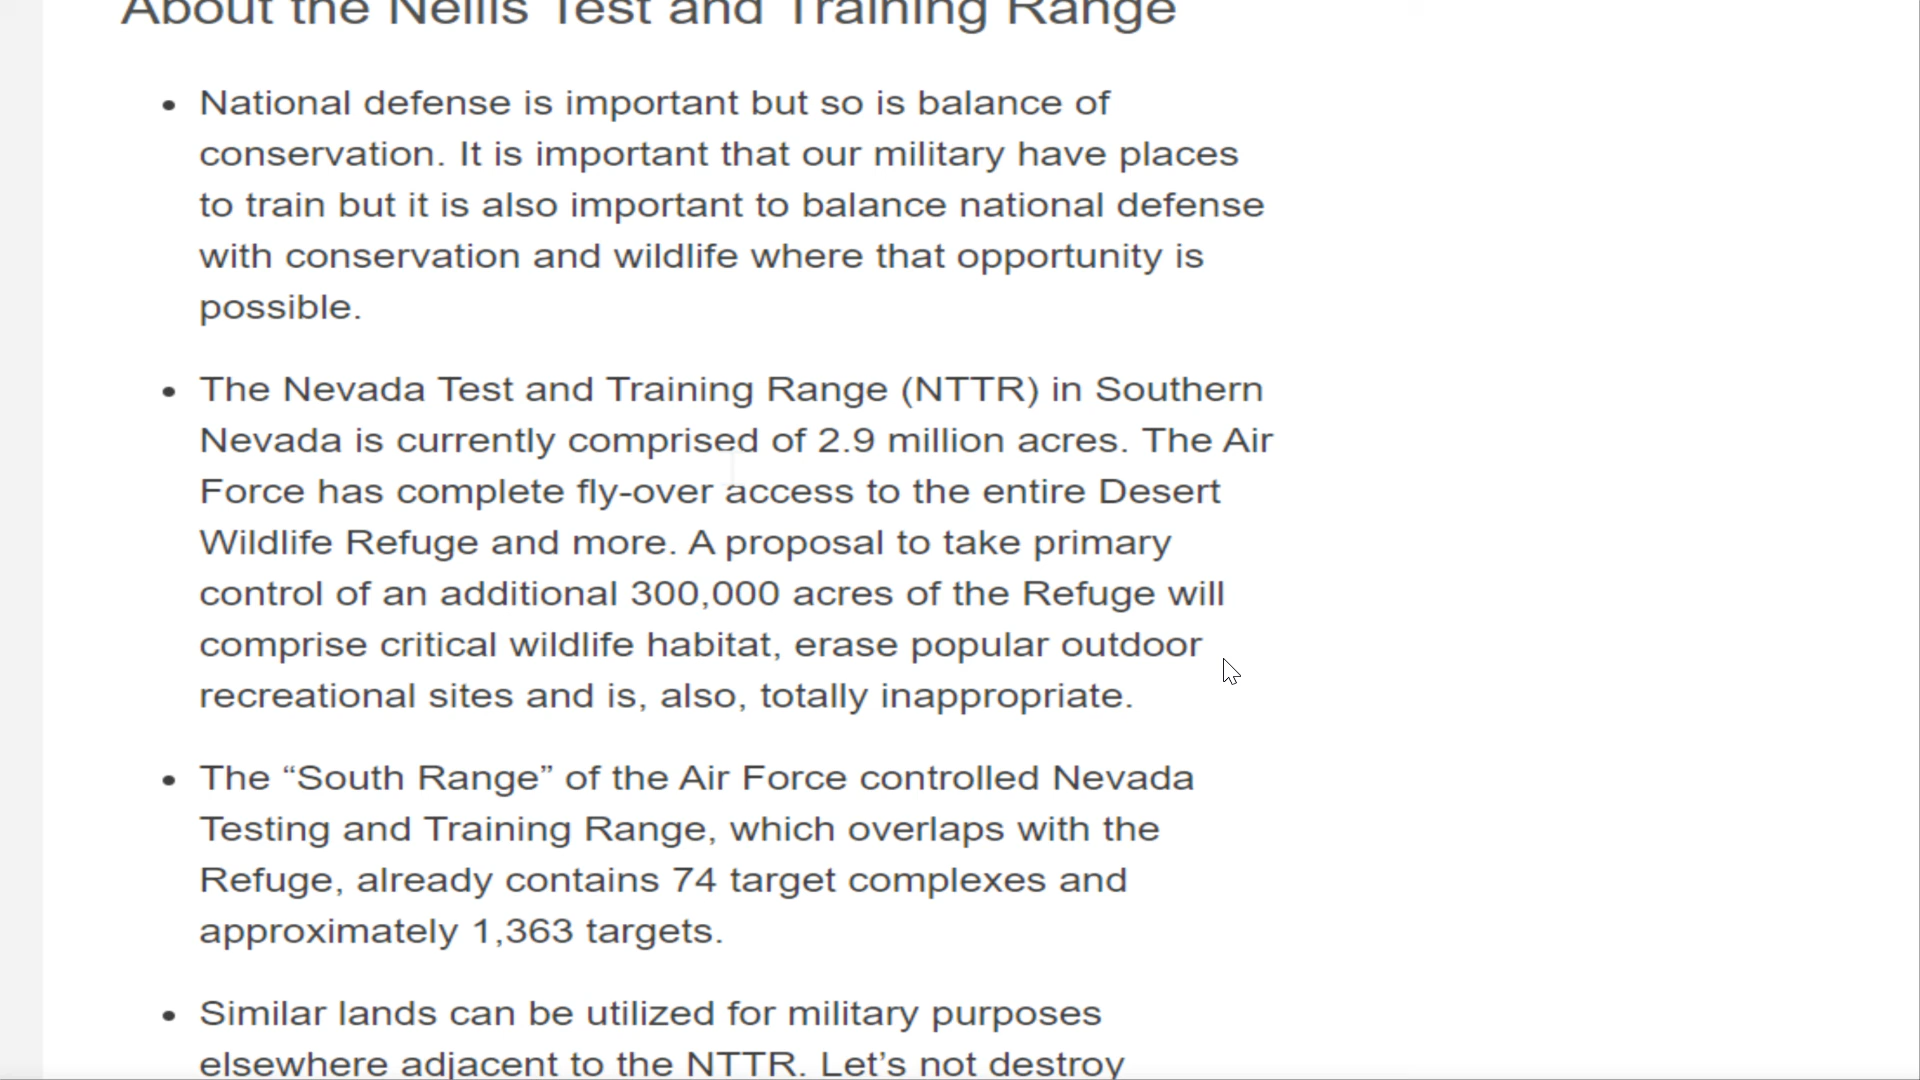 About the Nellis Test and Training Range
• National defense is important but so is balance of
conservation. It is important that our military have places
to train but it is also important to balance national defense
with conservation and wildlife where that opportunity is
possible.
• The Nevada Test and Training Range (NTTR) in Southern
Nevada is currently comprised of 2.9 million acres. The Air
Force has complete fly-over access to the entire Desert
Wildlife Refuge and more. A proposal to take primary
control of an additional 300,000 acres of the Refuge will
comprise critical wildlife habitat, erase popular outdoor
recreational sites and is, also, totally inappropriate.
• The “South Range” of the Air Force controlled Nevada
Testing and Training Range, which overlaps with the
Refuge, already contains 74 target complexes and
approximately 1,363 targets.
• Similar lands can be utilized for military purposes
elsewhere adjacent to the NTTR. Let’s not destroy